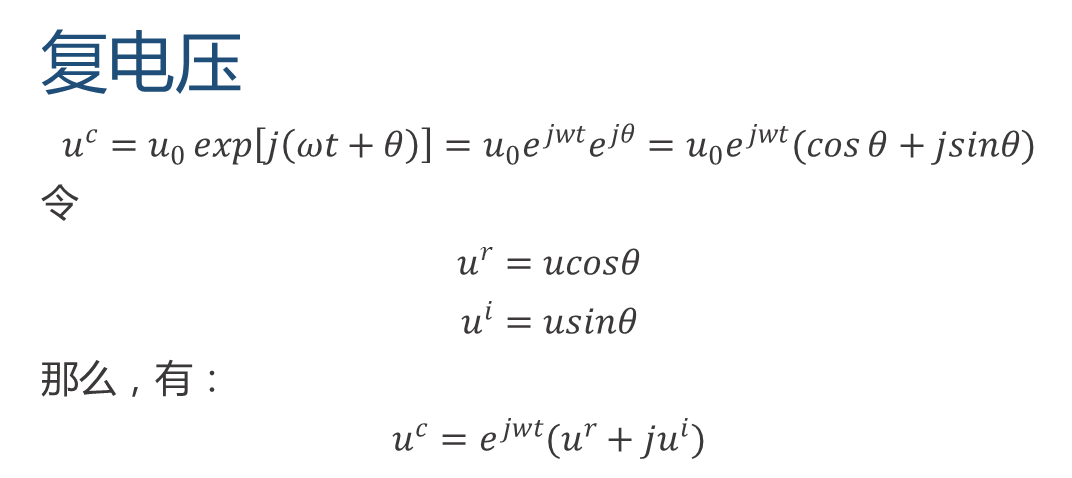 复电压
u^c = u_0 exp[j(ωt + θ)] = u_0 e^{jwt} e^{jθ} = u_0 e^{jwt}(cos θ + jsinθ)
令
u^r = ucosθ
u^i = usinθ
那么，有：
u^c = e^{jwt}(u^r + ju^i)